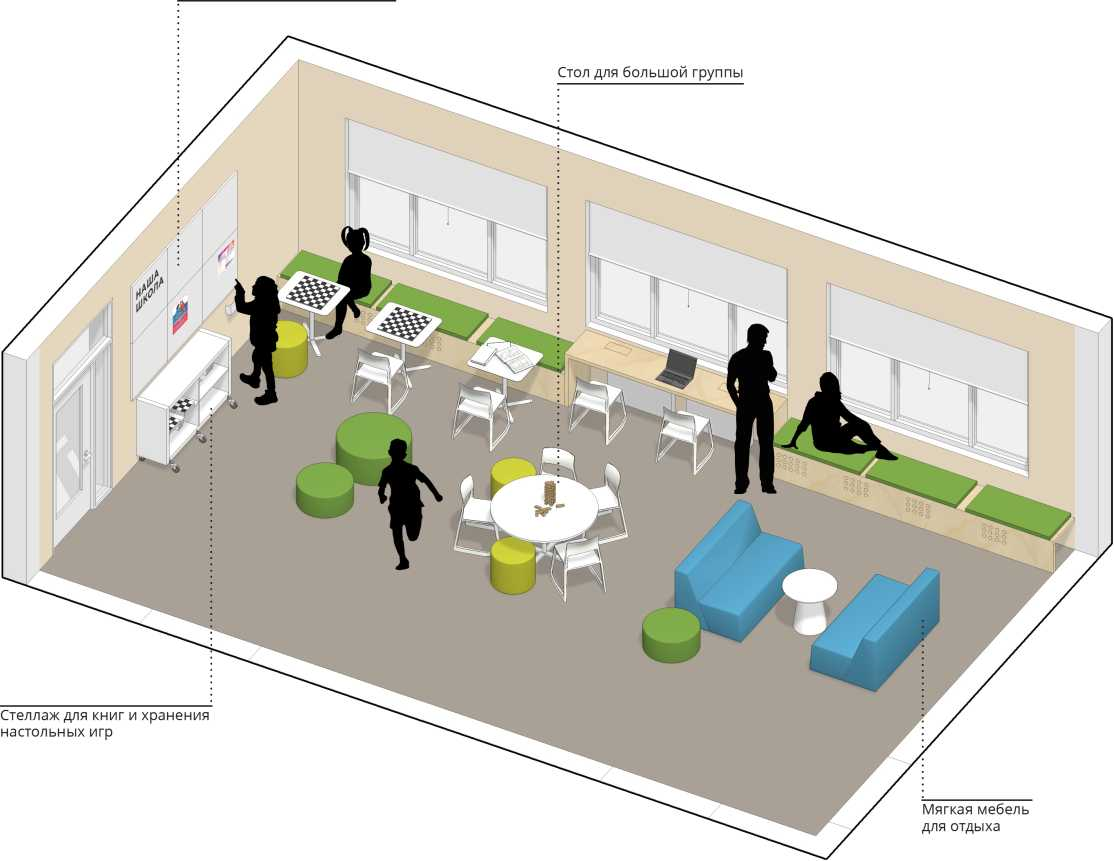 Стол для большой группы
НАША
ШКОЛА
Стеллаж для книг и хранения
настольных игр
Мягкая мебель
для отдыха